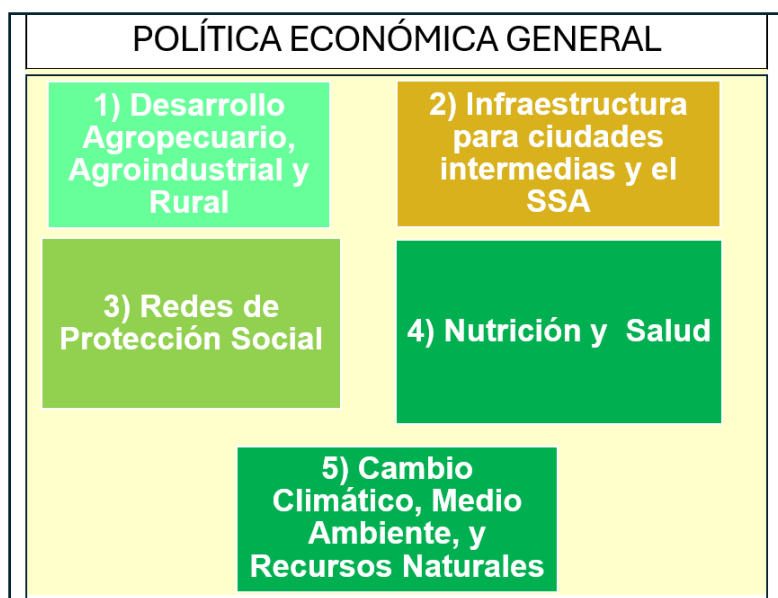 POLÍTICA ECONÓMICA GENERAL
1) Desarrollo
Agropecuario,
Agroindustrial y
Rural
2) Infraestructura
para ciudades
intermedias y el
SSA
3) Redes de
Protección Social
4) Nutrición y  Salud
5) Cambio
Climático, Medio
Ambiente, y
Recursos Naturales